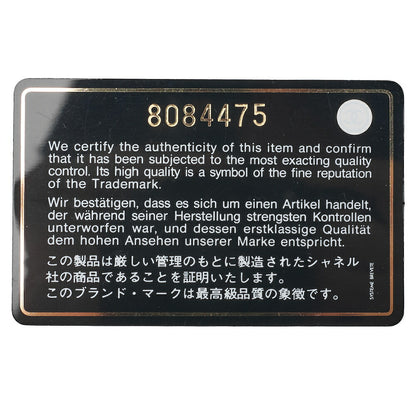 8084475
We certify the authenticity of this item and confirm
that it has been subjected to the most exacting quality
control. Its high quality is a symbol of the fine reputation
of the Trademark.
Wir bestätigen, dass es sich um einen Artikel handelt,
der während seiner Herstellung strengsten Kontrollen
unterworfen war, und dessen erstklassige Qualität
dem hohen Ansehen unserer Marke entspricht.
この製品は厳しい管理のもとに製造されたシャネル
社の商品であることを証明いたします。
このブランド・マークは最高級品質の象徴です。
SYSTEME BREVETE